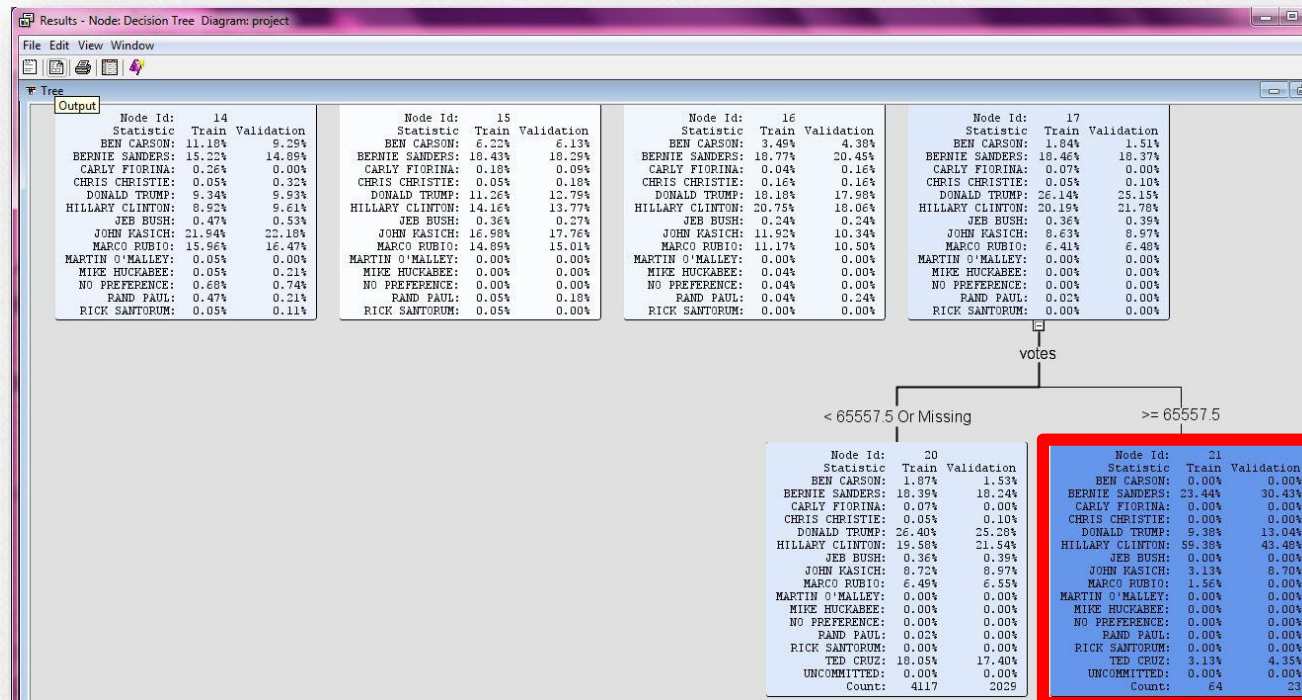 Results - Node: Decision Tree Diagram: project
File Edit View Window
Tree
Output
Node Id: 14
Statistic Train Validation
BEN CARSON: 11.18% 9.29%
BERNIE SANDERS: 15.22% 14.89%
CARLY FIORINA: 0.26% 0.00%
CHRIS CHRISTIE: 0.05% 0.32%
DONALD TRUMP: 9.34% 9.93%
HILLARY CLINTON: 8.92% 9.61%
JEB BUSH: 0.47% 0.53%
JOHN KASICH: 21.94% 22.18%
MARCO RUBIO: 15.96% 16.47%
MARTIN O'MALLEY: 0.05% 0.00%
MIKE HUCKABEE: 0.05% 0.21%
NO PREFERENCE: 0.68% 0.74%
RAND PAUL: 0.47% 0.21%
RICK SANTORUM: 0.05% 0.11%
Node Id: 15
Statistic Train Validation
BEN CARSON: 6.22% 6.13%
BERNIE SANDERS: 18.43% 18.29%
CARLY FIORINA: 0.18% 0.09%
CHRIS CHRISTIE: 0.05% 0.18%
DONALD TRUMP: 11.26% 12.79%
HILLARY CLINTON: 14.16% 13.77%
JEB BUSH: 0.36% 0.27%
JOHN KASICH: 16.98% 17.76%
MARCO RUBIO: 14.89% 15.01%
MARTIN O'MALLEY: 0.00% 0.00%
MIKE HUCKABEE: 0.00% 0.00%
NO PREFERENCE: 0.00% 0.00%
RAND PAUL: 0.05% 0.18%
RICK SANTORUM: 0.05% 0.00%
Node Id: 16
Statistic Train Validation
BEN CARSON: 3.49% 4.38%
BERNIE SANDERS: 18.77% 20.45%
CARLY FIORINA: 0.04% 0.16%
CHRIS CHRISTIE: 0.16% 0.16%
DONALD TRUMP: 18.18% 17.98%
HILLARY CLINTON: 20.75% 18.06%
JEB BUSH: 0.24% 0.24%
JOHN KASICH: 11.92% 10.34%
MARCO RUBIO: 11.17% 10.50%
MARTIN O'MALLEY: 0.00% 0.00%
MIKE HUCKABEE: 0.04% 0.00%
NO PREFERENCE: 0.04% 0.00%
RAND PAUL: 0.04% 0.24%
RICK SANTORUM: 0.00% 0.00%
Node Id: 17
Statistic Train Validation
BEN CARSON: 1.84% 1.51%
BERNIE SANDERS: 18.46% 18.37%
CARLY FIORINA: 0.07% 0.00%
CHRIS CHRISTIE: 0.05% 0.10%
DONALD TRUMP: 26.14% 25.15%
HILLARY CLINTON: 20.19% 21.78%
JEB BUSH: 0.36% 0.39%
JOHN KASICH: 8.63% 8.97%
MARCO RUBIO: 6.41% 6.48%
MARTIN O'MALLEY: 0.00% 0.00%
MIKE HUCKABEE: 0.00% 0.00%
NO PREFERENCE: 0.00% 0.00%
RAND PAUL: 0.02% 0.00%
RICK SANTORUM: 0.00% 0.00%
votes
< 65557.5 Or Missing
>= 65557.5
Node Id: 20
Statistic Train Validation
BEN CARSON: 1.87% 1.53%
BERNIE SANDERS: 18.39% 18.24%
CARLY FIORINA: 0.07% 0.00%
CHRIS CHRISTIE: 0.05% 0.10%
DONALD TRUMP: 26.40% 25.28%
HILLARY CLINTON: 19.58% 21.54%
JEB BUSH: 0.36% 0.39%
JOHN KASICH: 8.72% 8.97%
MARCO RUBIO: 6.49% 6.55%
MARTIN O'MALLEY: 0.00% 0.00%
MIKE HUCKABEE: 0.00% 0.00%
NO PREFERENCE: 0.00% 0.00%
RAND PAUL: 0.02% 0.00%
RICK SANTORUM: 0.00% 0.00%
TED CRUZ: 18.05% 17.40%
UNCOMMITTED: 0.00% 0.00%
Count: 4117 2029
Node Id: 21
Statistic Train Validation
BEN CARSON: 0.00% 0.00%
BERNIE SANDERS: 23.44% 30.43%
CARLY FIORINA: 0.00% 0.00%
CHRIS CHRISTIE: 0.00% 0.00%
DONALD TRUMP: 9.38% 13.04%
HILLARY CLINTON: 59.38% 43.48%
JEB BUSH: 0.00% 0.00%
JOHN KASICH: 3.13% 8.70%
MARCO RUBIO: 1.56% 0.00%
MARTIN O'MALLEY: 0.00% 0.00%
MIKE HUCKABEE: 0.00% 0.00%
NO PREFERENCE: 0.00% 0.00%
RAND PAUL: 0.00% 0.00%
RICK SANTORUM: 0.00% 0.00%
TED CRUZ: 3.13% 4.35%
UNCOMMITTED: 0.00% 0.00%
Count: 64 23